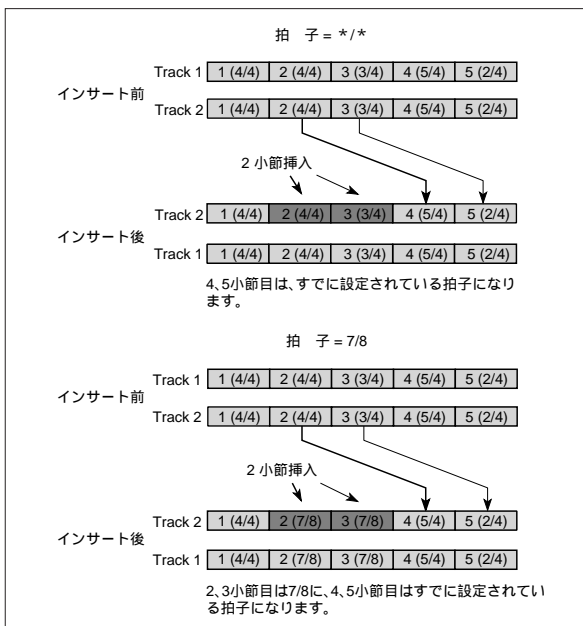 拍 子 = */*
Track 1 1 (4/4) 2 (4/4) 3 (3/4) 4 (5/4) 5 (2/4)
インサート前
Track 2 1 (4/4) 2 (4/4) 3 (3/4) 4 (5/4) 5 (2/4)
2 小節挿入
Track 2 1 (4/4) 2 (4/4) 3 (3/4) 4 (5/4) 5 (2/4)
インサート後
Track 1 1 (4/4) 2 (4/4) 3 (3/4) 4 (5/4) 5 (2/4)
4、5小節目は、すでに設定されている拍子になり
ます。
拍 子 = 7/8
Track 1 1 (4/4) 2 (4/4) 3 (3/4) 4 (5/4) 5 (2/4)
インサート前
Track 2 1 (4/4) 2 (4/4) 3 (3/4) 4 (5/4) 5 (2/4)
2 小節挿入
Track 2 1 (4/4) 2 (7/8) 3 (7/8) 4 (5/4) 5 (2/4)
インサート後
Track 1 1 (4/4) 2 (7/8) 3 (7/8) 4 (5/4) 5 (2/4)
2、3小節目は7/8に、4、5小節目はすでに設定されてい
る拍子になります。